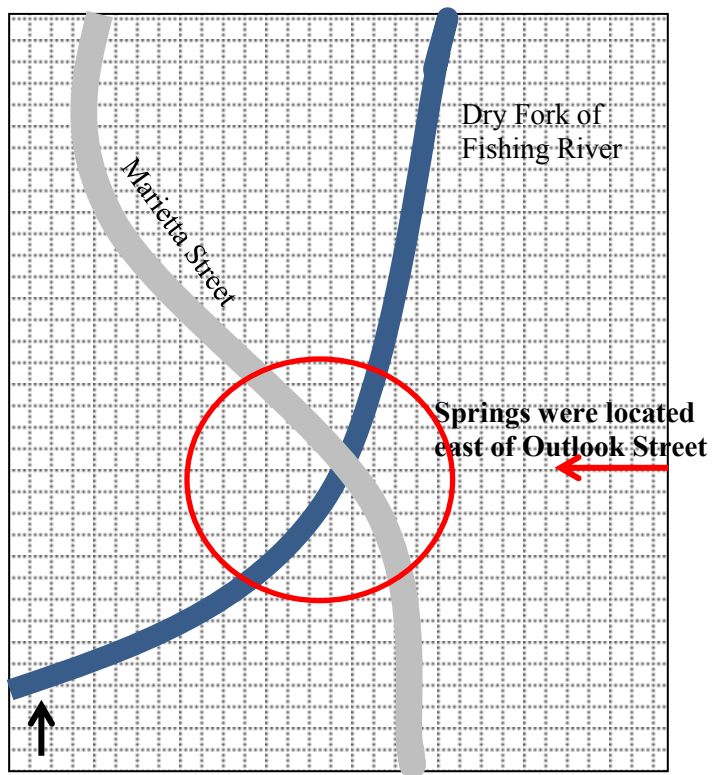 Dry Fork of
Fishing River
Marietta Street
Springs were located
east of Outlook Street